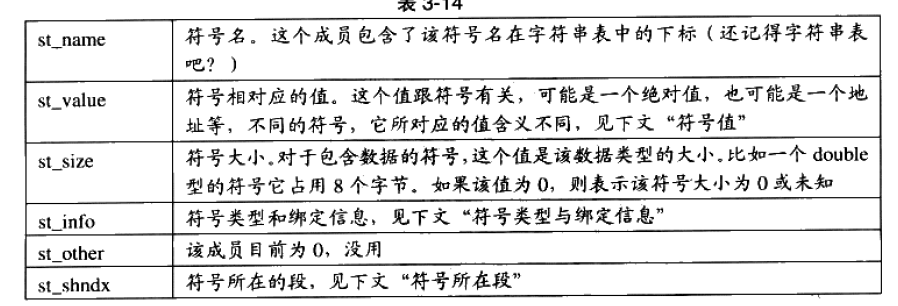 表 3-14
st_name
符号名。这个成员包含了该符号名在字符串表中的下标（还记得字符串表
吧？）
st_value
符号相对应的值。这个值跟符号有关，可能是一个绝对值，也可能是一个地
址等，不同的符号，它所对应的值含义不同，见下文“符号值”
st_size
符号大小。对于包含数据的符号，这个值是该数据类型的大小。比如一个 double
型的符号它占用 8 个字节。如果该值为 0，则表示该符号大小为 0 或未知
st_info
符号类型和绑定信息，见下文“符号类型与绑定信息”
st_other
该成员目前为 0，没用
st_shndx
符号所在的段，见下文“符号所在段”